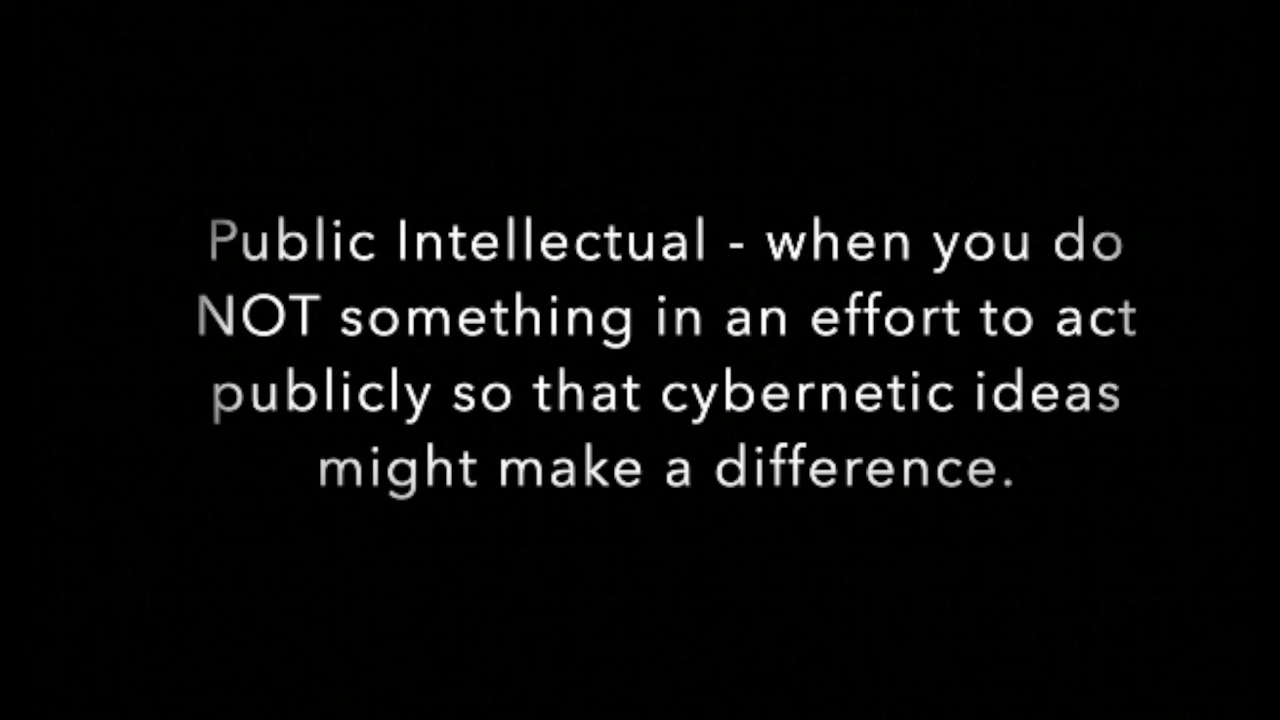 Public Intellectual - when you do
NOT something in an effort to act
publicly so that cybernetic ideas
might make a difference.